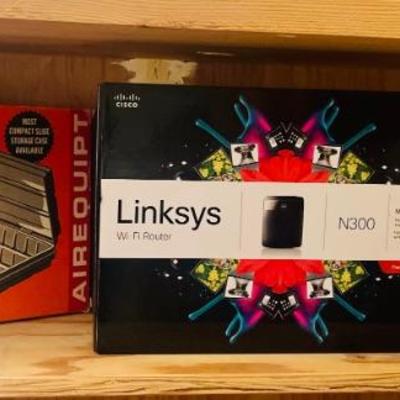 MOST
COMPACT SLIDE
STORAGE CASE
AVAILABLE
AIREQUIPT
CISCO
Linksys
Wi-Fi Router
N300